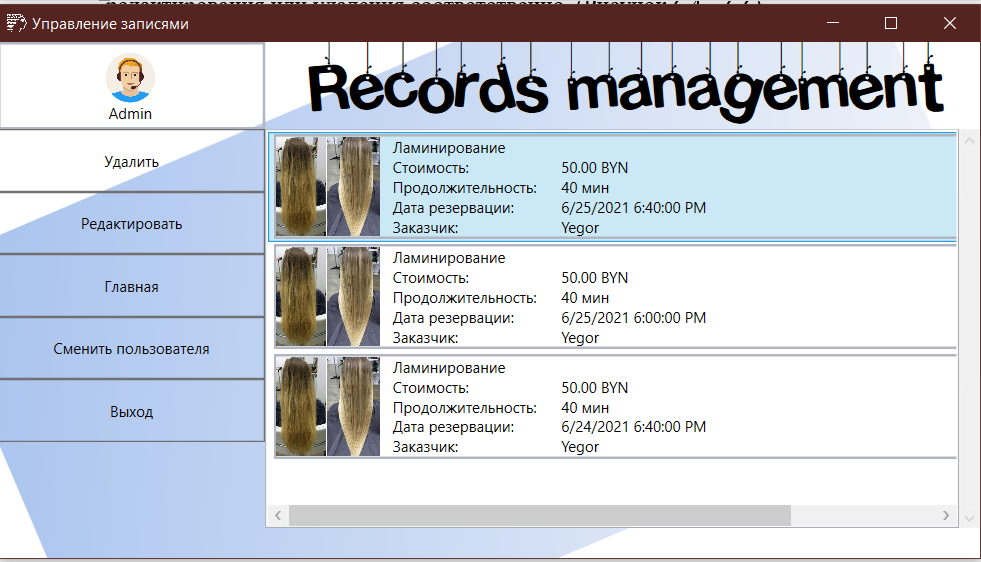 Управление записями
Records management
Admin
Удалить
Редактировать
Главная
Сменить пользователя
Выход
Ламинирование
Стоимость: 50.00 BYN
Продолжительность: 40 мин
Дата резервации: 6/25/2021 6:40:00 PM
Заказчик: Yegor
Ламинирование
Стоимость: 50.00 BYN
Продолжительность: 40 мин
Дата резервации: 6/25/2021 6:00:00 PM
Заказчик: Yegor
Ламинирование
Стоимость: 50.00 BYN
Продолжительность: 40 мин
Дата резервации: 6/24/2021 6:40:00 PM
Заказчик: Yegor